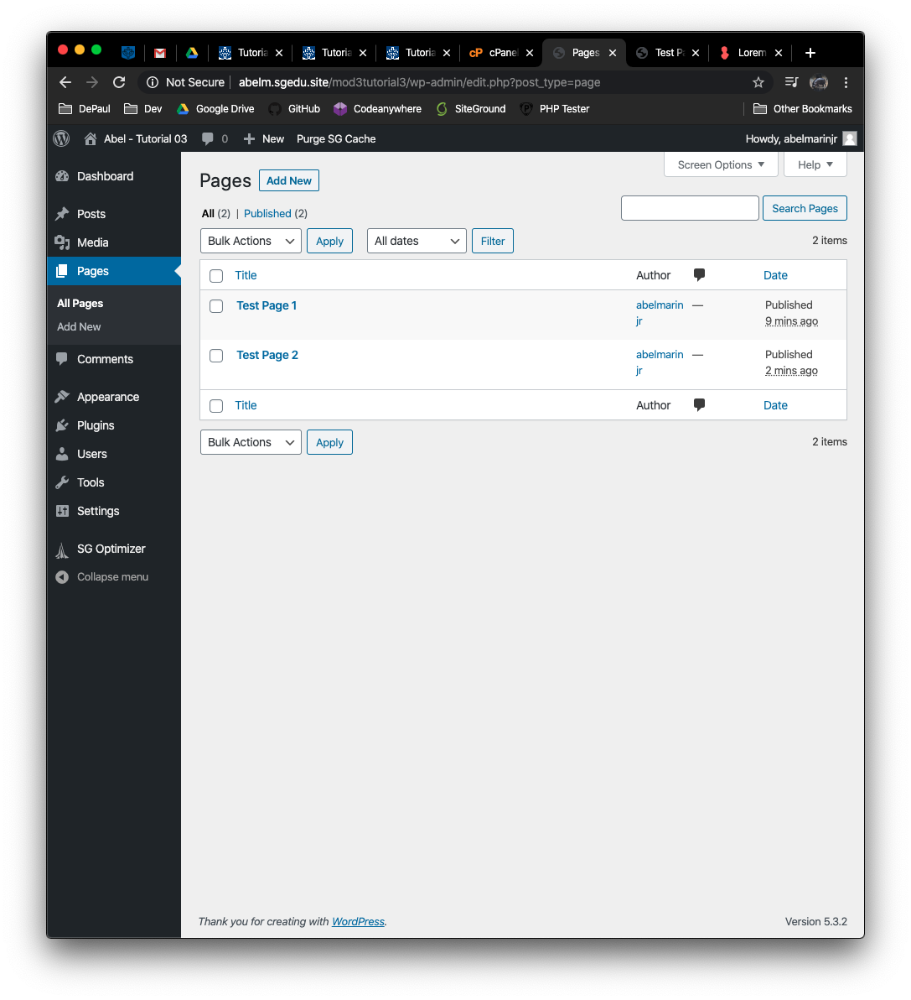 Tutoria
Tutoria
Tutoria
cP cPanel
Pages
Test P
Lorem
Not Secure abelm.sgedu.site/mod3tutorial3/wp-admin/edit.php?post_type=page
DePaul Dev Google Drive GitHub Codeanywhere SiteGround PHP Tester Other Bookmarks
Abel - Tutorial 03 0 New Purge SG Cache Howdy, abelmarinjr
Dashboard
Posts
Media
Pages
All Pages
Add New
Comments
Appearance
Plugins
Users
Tools
Settings
SG Optimizer
Collapse menu
Screen Options Help
Pages Add New
All (2) | Published (2)
Search Pages
Bulk Actions Apply All dates Filter 2 items
Title Author Date
Test Page 1 abelmarin — Published
jr 9 mins ago
Test Page 2 abelmarin — Published
jr 2 mins ago
Title Author Date
Bulk Actions Apply 2 items
Thank you for creating with WordPress. Version 5.3.2